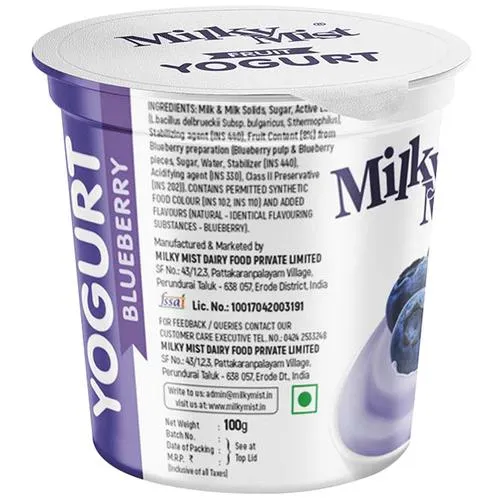 Milky Mist®
FRUIT
YOGURT
YOGURT
BLUEBERRY
INGREDIENTS: Milk & Milk Solids, Sugar, Active
(L.bacillus delbrueckii Subsp. bulgaricus, S.thermophilus),
Stabilizing agent (INS 440), Fruit Content (8%) from
Blueberry preparation (Blueberry pulp & Blueberry
pieces, Sugar, Water, Stabilizer (INS 440),
Acidifying agent (INS 330), Class II Preservative
(INS 202)). CONTAINS PERMITTED SYNTHETIC
FOOD COLOUR (INS 102, INS 110) AND ADDED
FLAVOURS (NATURAL - IDENTICAL FLAVOURING
SUBSTANCES - BLUEBERRY).
Manufactured & Marketed by
MILKY MIST DAIRY FOOD PRIVATE LIMITED
SF No.: 43/1,2,3, Pattakaranpalayam Village,
Perundurai Taluk - 638 057, Erode District, India
fssai Lic. No.: 10017042003191
FOR FEEDBACK / QUERIES CONTACT OUR
CUSTOMER CARE EXECUTIVE TEL. NO.: 0424 2533248
MILKY MIST DAIRY FOOD PRIVATE LIMITED
SF No.: 43/1,2,3, Pattakaranpalayam Village,
Perundurai Taluk - 638 057, Erode Dt., India
Write to us: admin@milkymist.in
visit us at: www.milkymist.in
Net Weight : 100g
Batch No. :
Date of Packing : See at
M.R.P. ₹ : Top Lid
(Inclusive of all Taxes)
Milky
M